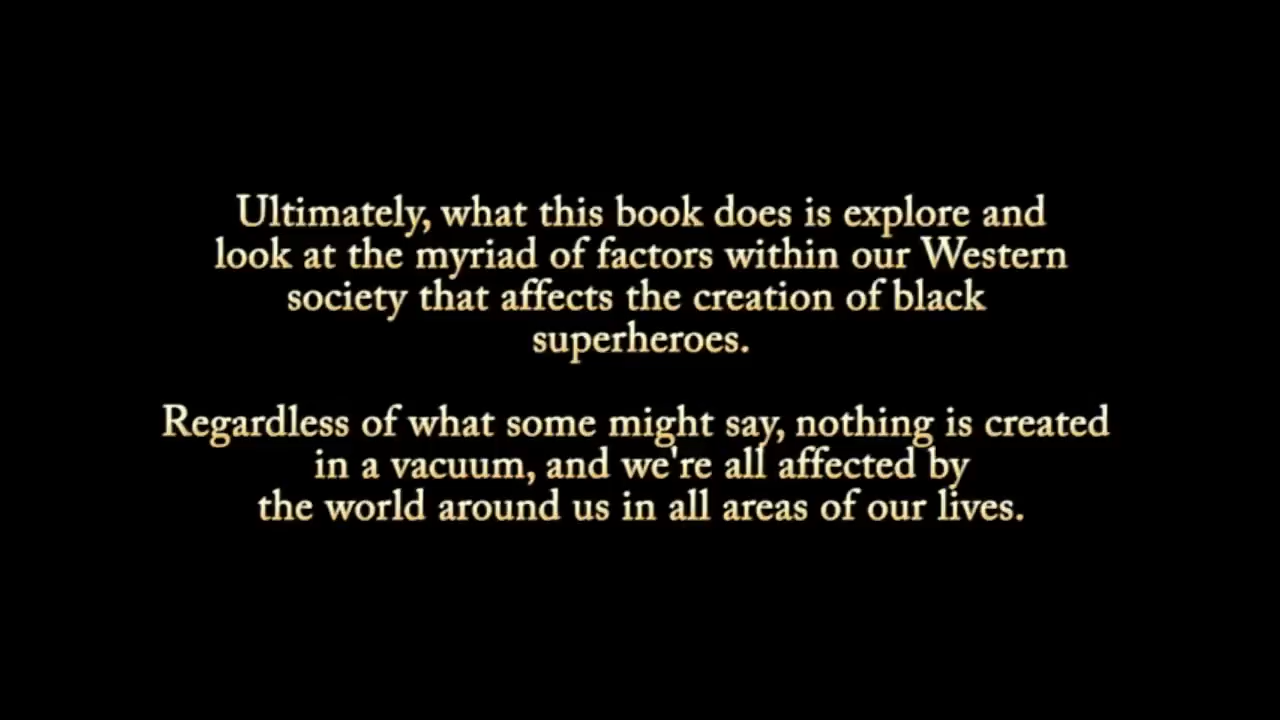 Ultimately, what this book does is explore and
look at the myriad of factors within our Western
society that affects the creation of black
superheroes.
Regardless of what some might say, nothing is created
in a vacuum, and we're all affected by
the world around us in all areas of our lives.